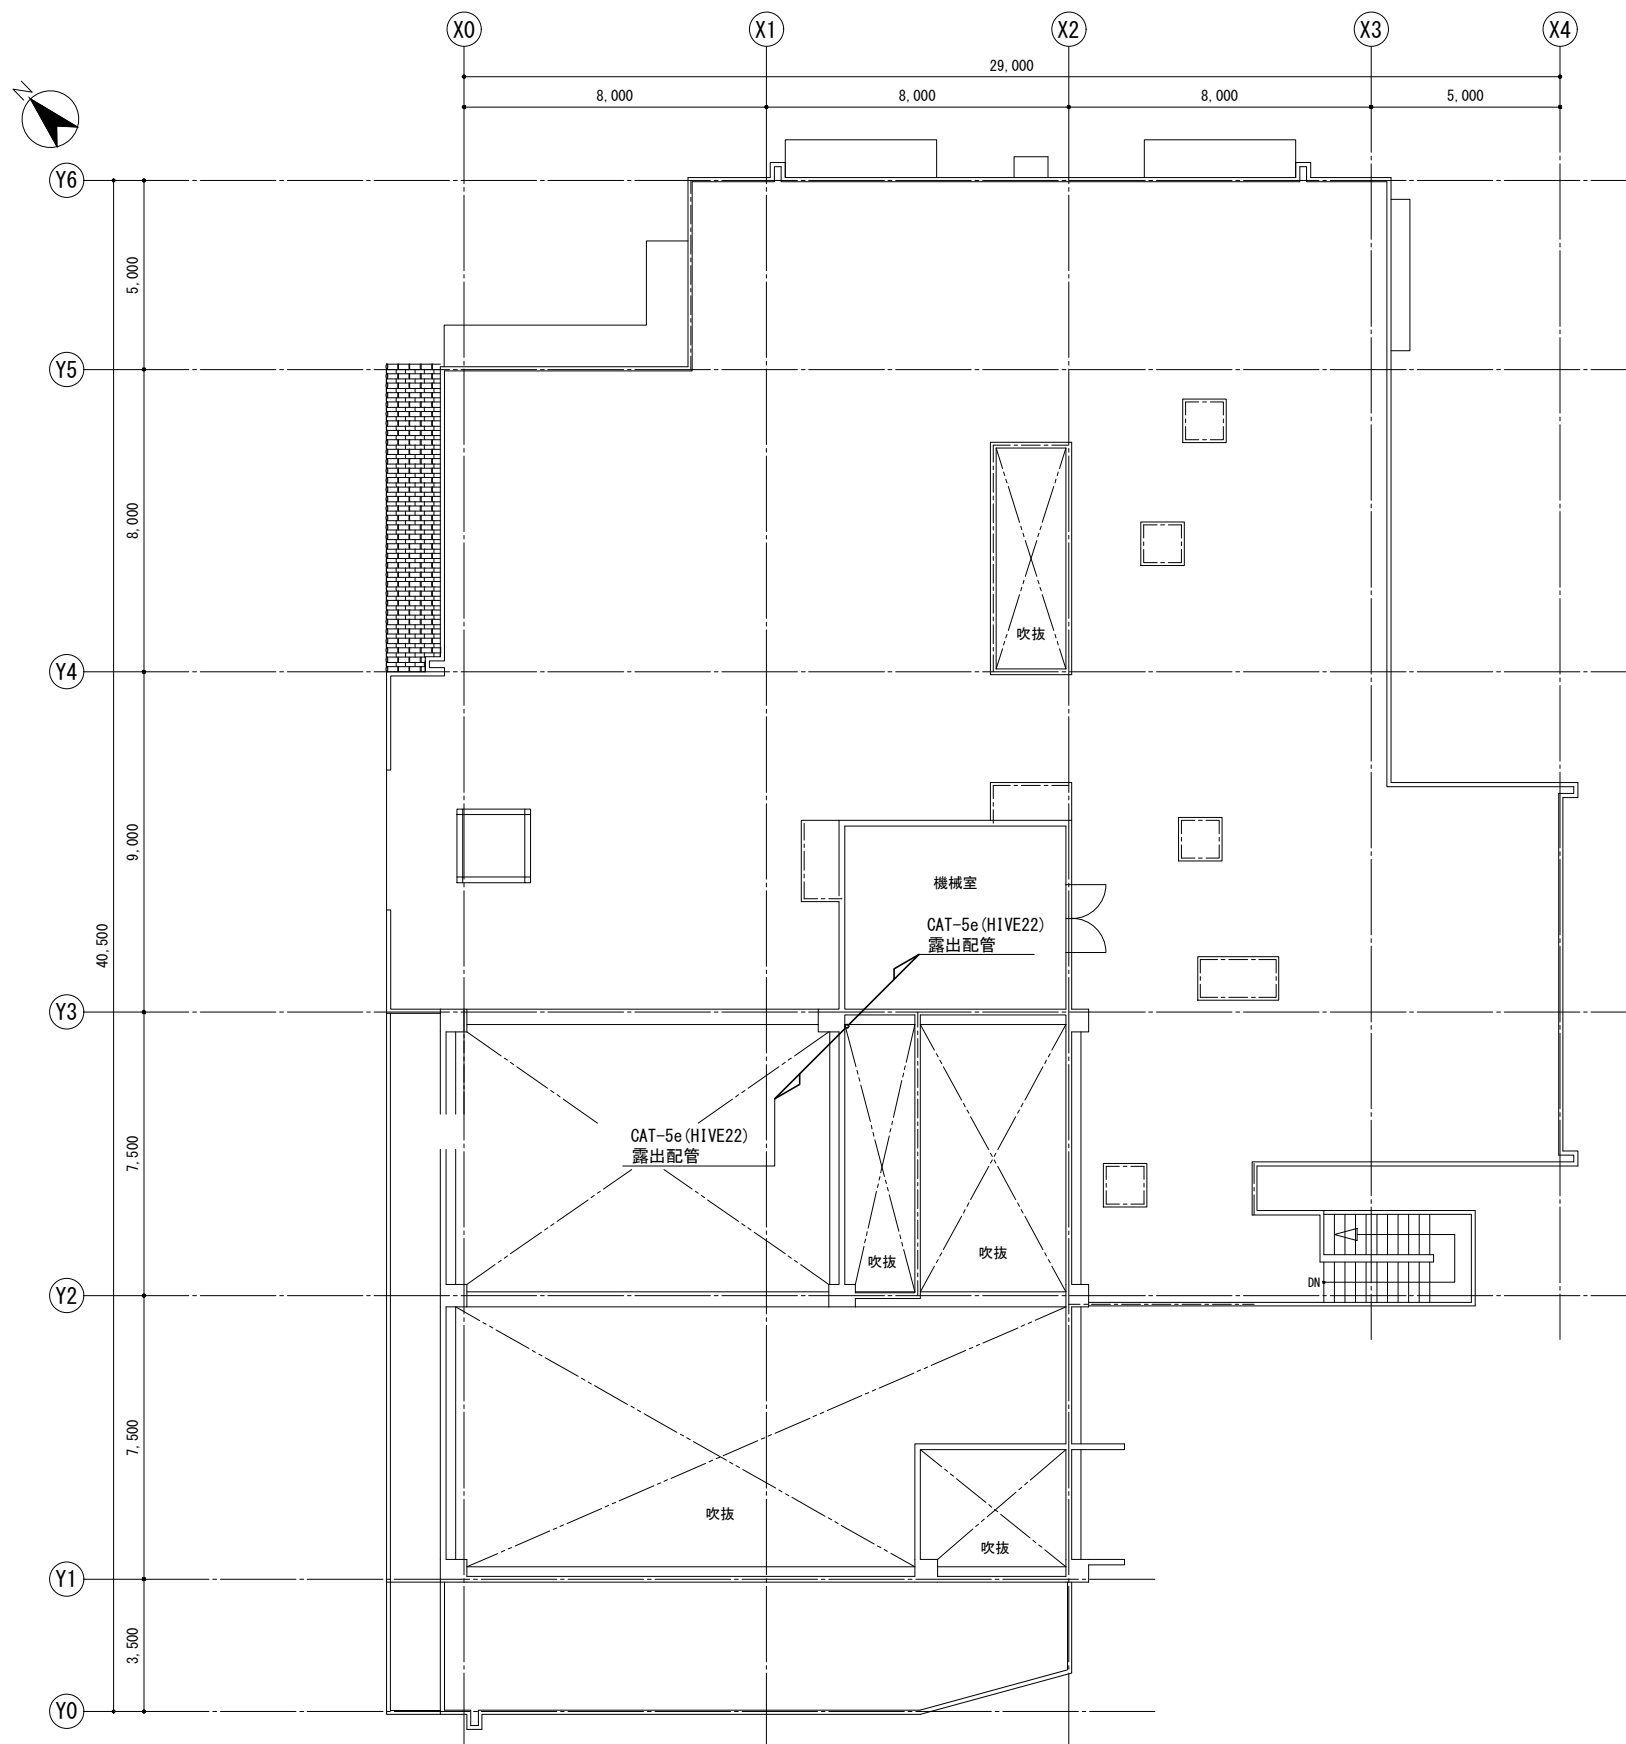 X0
X1
X2
X3
X4
29,000
8,000
8,000
8,000
5,000
N
Y6
5,000
Y5
8,000
吹抜
Y4
9,000
40,500
機械室
CAT-5e(HIVE22)
露出配管
Y3
7,500
CAT-5e(HIVE22)
露出配管
吹抜
吹抜
DN
Y2
7,500
吹抜
吹抜
Y1
3,500
Y0